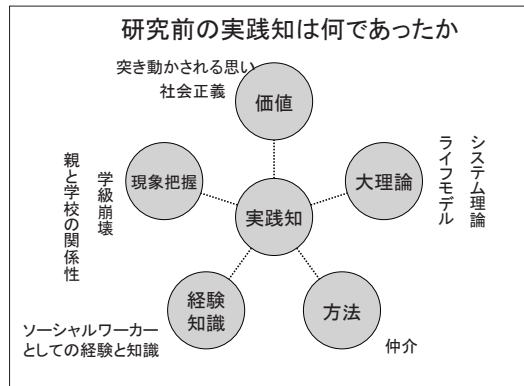 研究前の実践知は何であったか
突き動かされる思い
社会正義
価値
システム理論
ライフモデル
大理論
現象把握
学級崩壊
親と学校の関係性
実践知
経験
知識
ソーシャルワーカー
としての経験と知識
方法
仲介